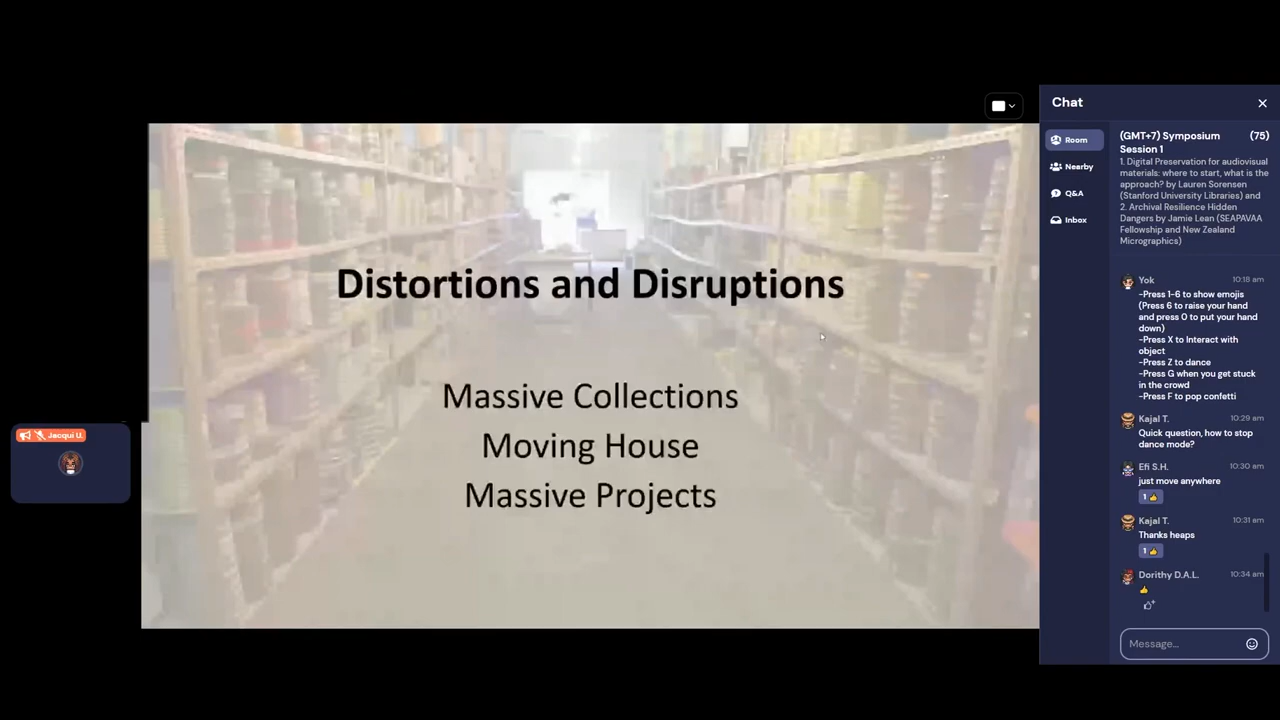 Distortions and Disruptions
Massive Collections
Moving House
Massive Projects
Jacqui U.
Chat
Room
Nearby
Q&A
Inbox
(GMT+7) Symposium (75)
Session 1
1. Digital Preservation for audiovisual
materials: where to start, what is the
approach? by Lauren Sorensen
(Stanford University Libraries) and
2. Archival Resilience Hidden
Dangers by Jamie Lean (SEAPAVAA
Fellowship and New Zealand
Micrographics)
Yok 10:18 am
-Press 1-6 to show emojis
(Press 6 to raise your hand
and press 0 to put your hand
down)
-Press X to Interact with
object
-Press Z to dance
-Press G when you get stuck
in the crowd
-Press F to pop confetti
Kajal T. 10:29 am
Quick question, how to stop
dance mode?
Efi S.H. 10:30 am
just move anywhere
1 👍
Kajal T. 10:31 am
Thanks heaps
1 👍
Dorithy D.A.L. 10:34 am
👍
Message...